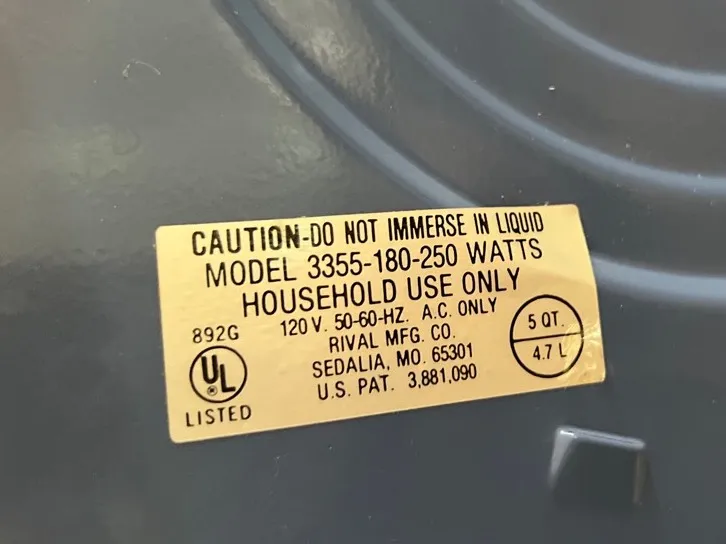 CAUTION-DO NOT IMMERSE IN LIQUID
MODEL 3355-180-250 WATTS
HOUSEHOLD USE ONLY
120 V. 50-60-HZ. A.C. ONLY
RIVAL MFG. CO.
SEDALIA, MO. 65301
U.S. PAT. 3,881,090
892G
UL
®
LISTED
5 QT.
4.7 L